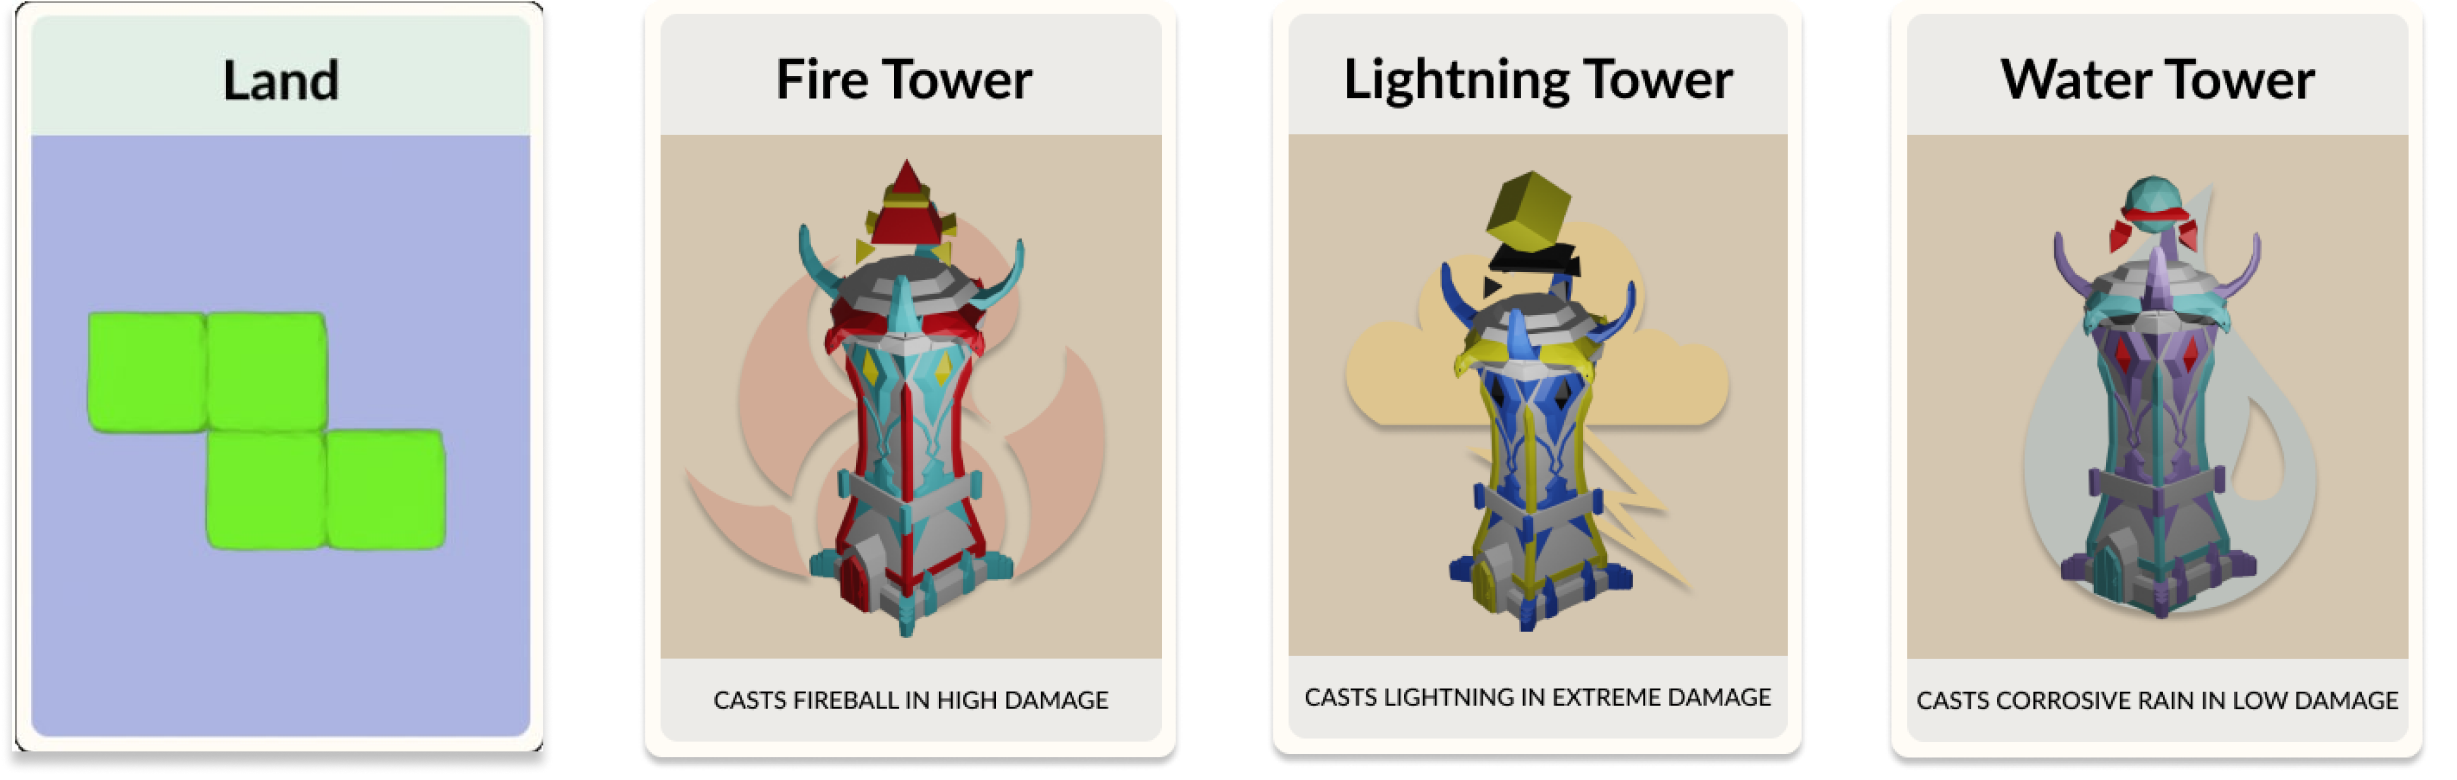 Land
Fire Tower
CASTS FIREBALL IN HIGH DAMAGE
Lightning Tower
CASTS LIGHTNING IN EXTREME DAMAGE
Water Tower
CASTS CORROSIVE RAIN IN LOW DAMAGE